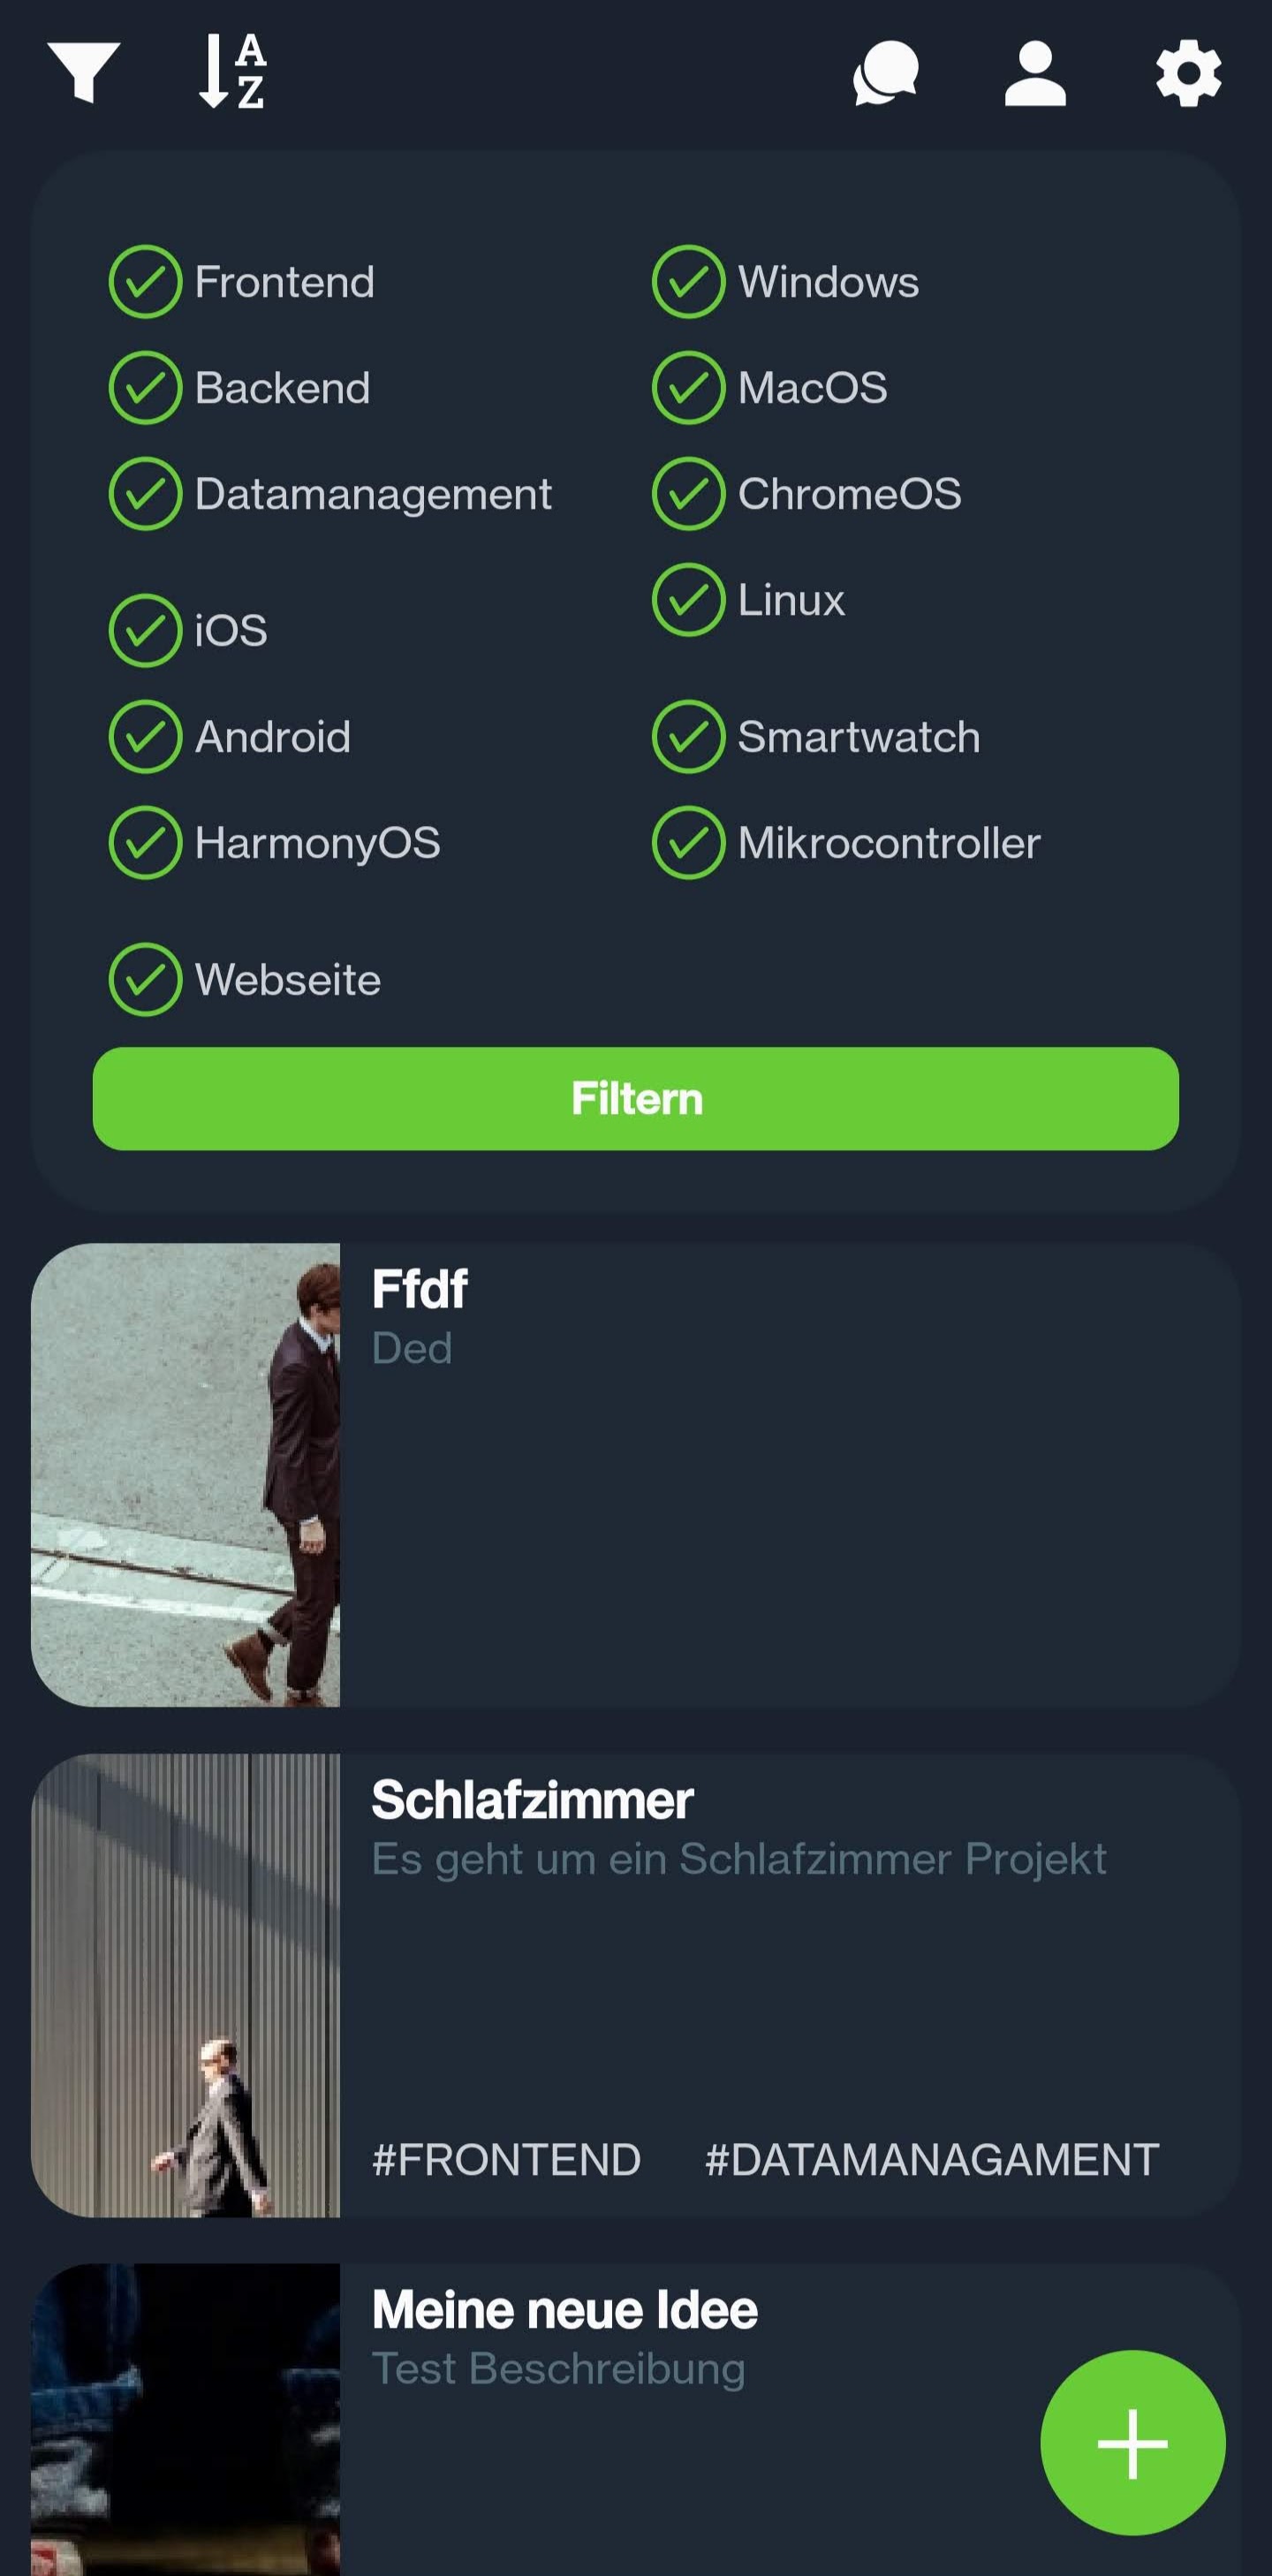 A
Z
Frontend
Windows
Backend
MacOS
Datamanagement
ChromeOS
Linux
iOS
Android
Smartwatch
HarmonyOS
Mikrocontroller
Webseite
Filtern
Ffdf
Ded
Schlafzimmer
Es geht um ein Schlafzimmer Projekt
#FRONTEND #DATAMANAGAMENT
Meine neue Idee
Test Beschreibung